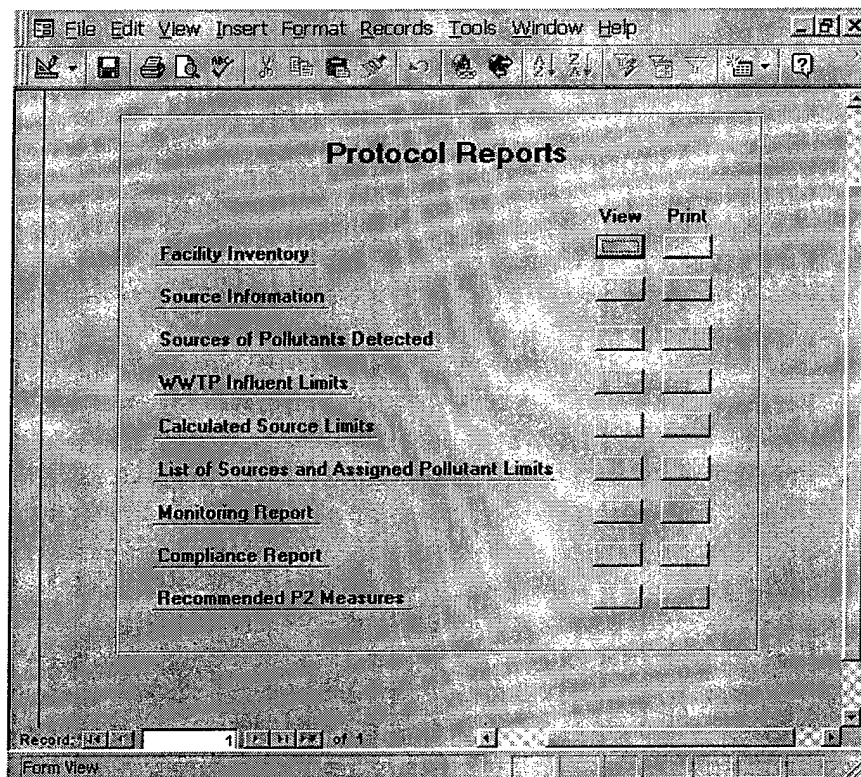 File Edit View Insert Format Records Tools Window Help
Protocol Reports
View Print
Facility Inventory
Source Information
Sources of Pollutants Detected
WWTP Influent Limits
Calculated Source Limits
List of Sources and Assigned Pollutant Limits
Monitoring Report
Compliance Report
Recommended P2 Measures
Record: 1 of 1
Form View